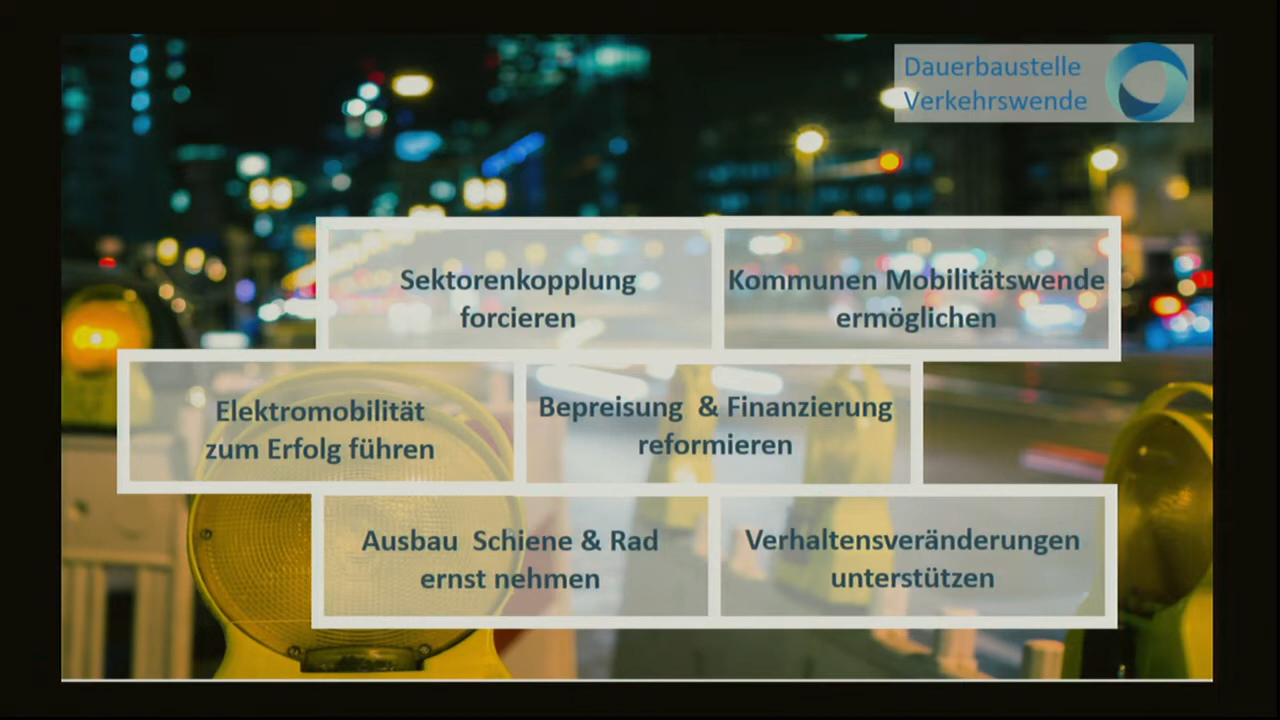 Dauerbaustelle
Verkehrswende
Sektorenkopplung
forcieren
Kommunen Mobilitätswende
ermöglichen
Elektromobilität
zum Erfolg führen
Bepreisung & Finanzierung
reformieren
Ausbau Schiene & Rad
ernst nehmen
Verhaltensveränderungen
unterstützen